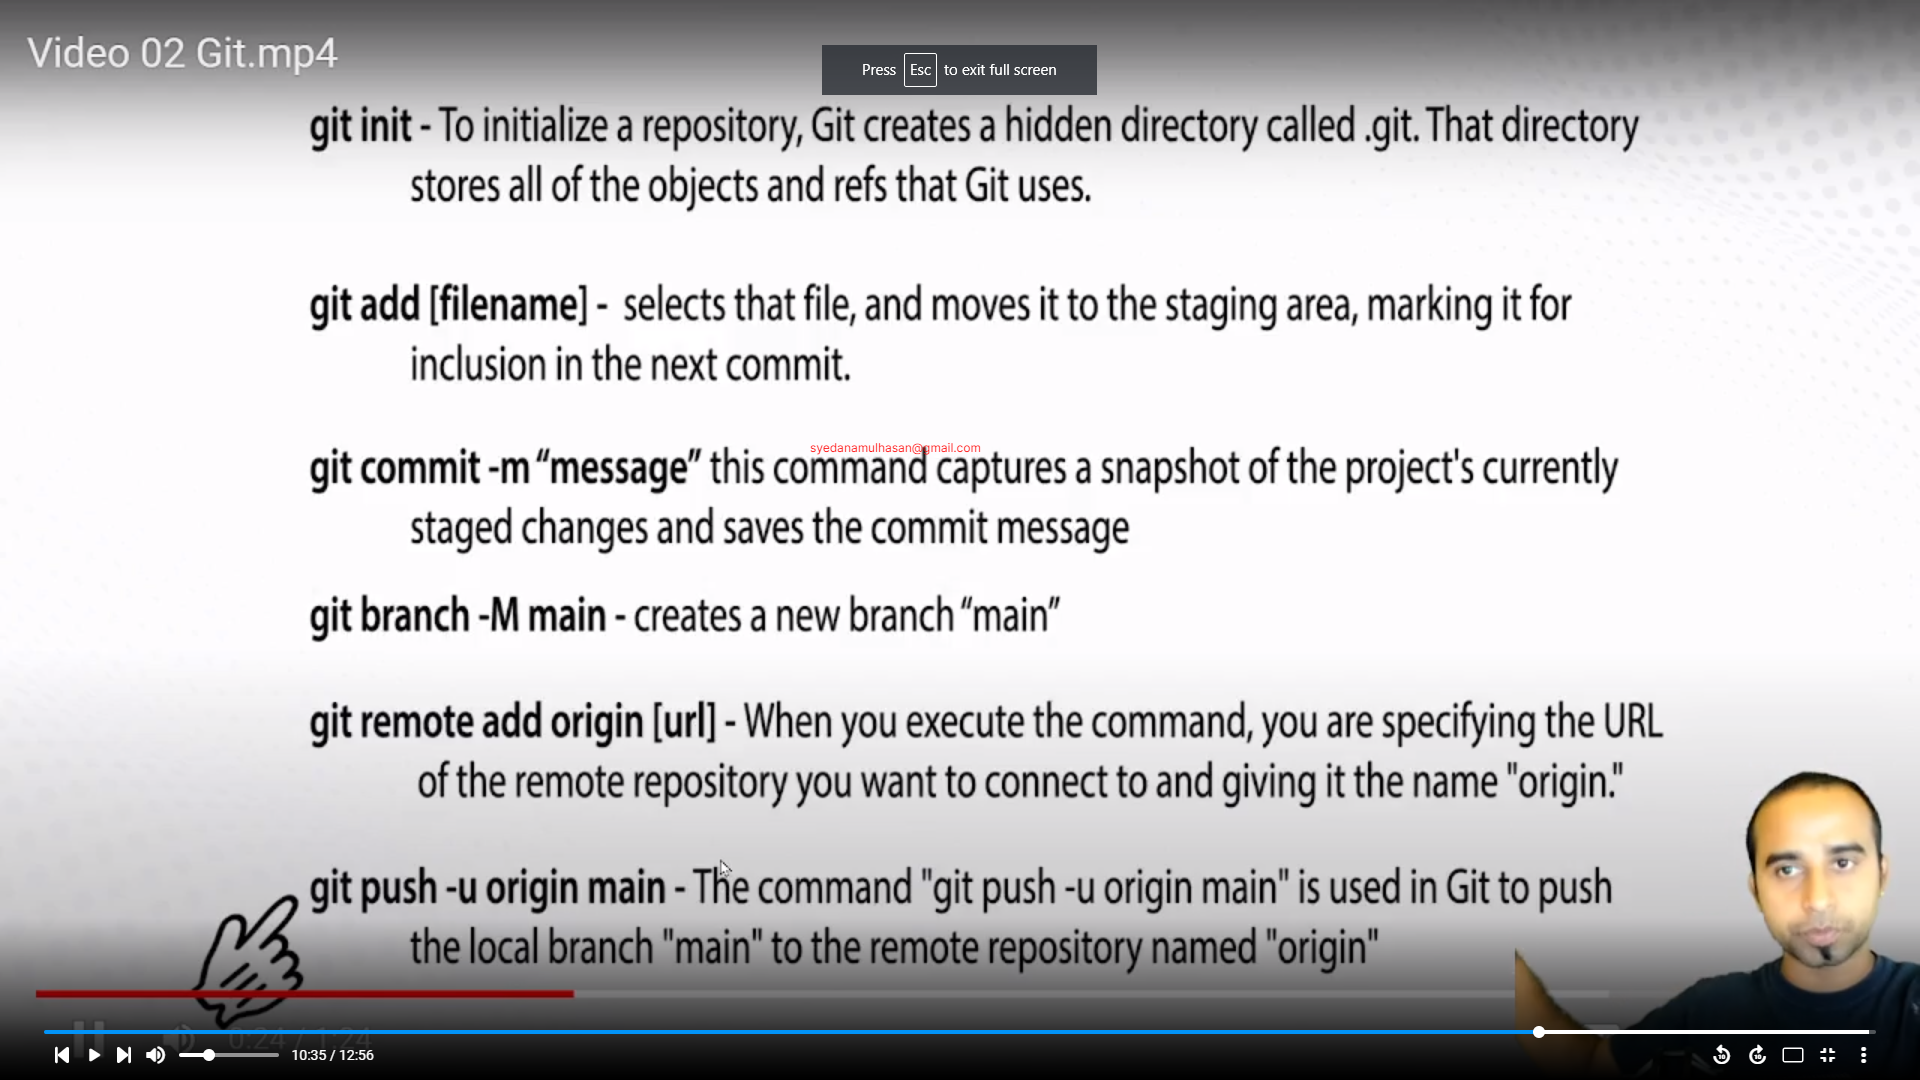 Video 02 Git.mp4
Press Esc to exit full screen
git init - To initialize a repository, Git creates a hidden directory called .git. That directory
stores all of the objects and refs that Git uses.
git add [filename] - selects that file, and moves it to the staging area, marking it for
inclusion in the next commit.
syedanamulhasan@gmail.com
git commit -m “message” this command captures a snapshot of the project's currently
staged changes and saves the commit message
git branch -M main - creates a new branch “main”
git remote add origin [url] - When you execute the command, you are specifying the URL
of the remote repository you want to connect to and giving it the name "origin."
git push -u origin main - The command "git push -u origin main" is used in Git to push
the local branch "main" to the remote repository named "origin"
0:24 / 1:24
10:35 / 12:56
10
10